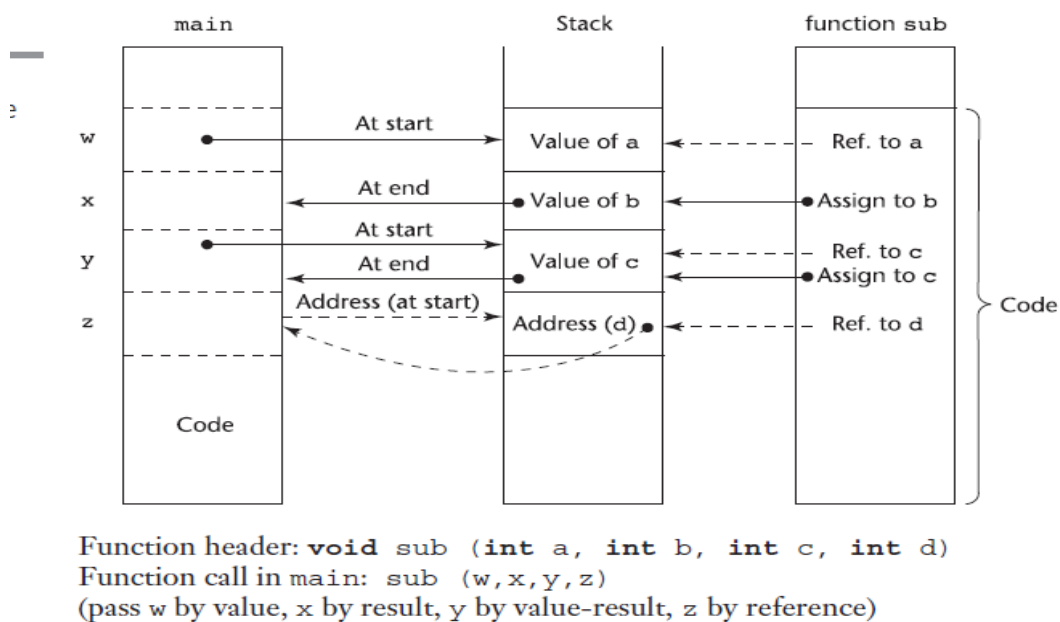 main Stack function sub
e
w At start Value of a Ref. to a
x At end Value of b Assign to b
At start
y Value of c Ref. to c
At end Assign to c
Address (at start)
z Address (d) Ref. to d
Code
Code
Function header: void sub (int a, int b, int c, int d)
Function call in main: sub (w,x,y,z)
(pass w by value, x by result, y by value-result, z by reference)